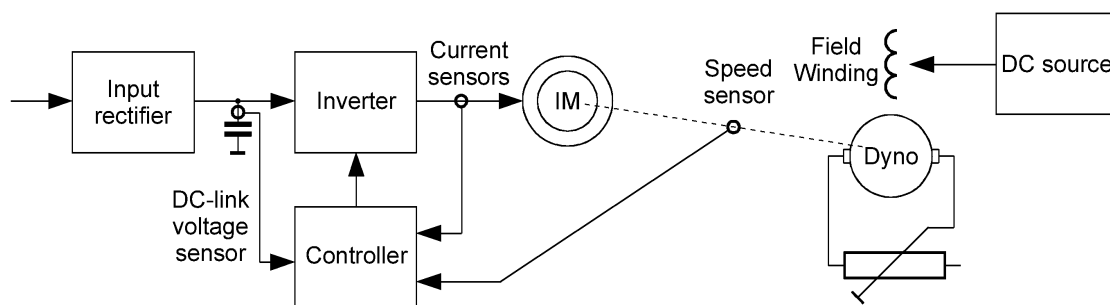 Input
rectifier
Inverter
Current
sensors
IM
Speed
sensor
Field
Winding
DC source
Dyno
DC-link
voltage
sensor
Controller